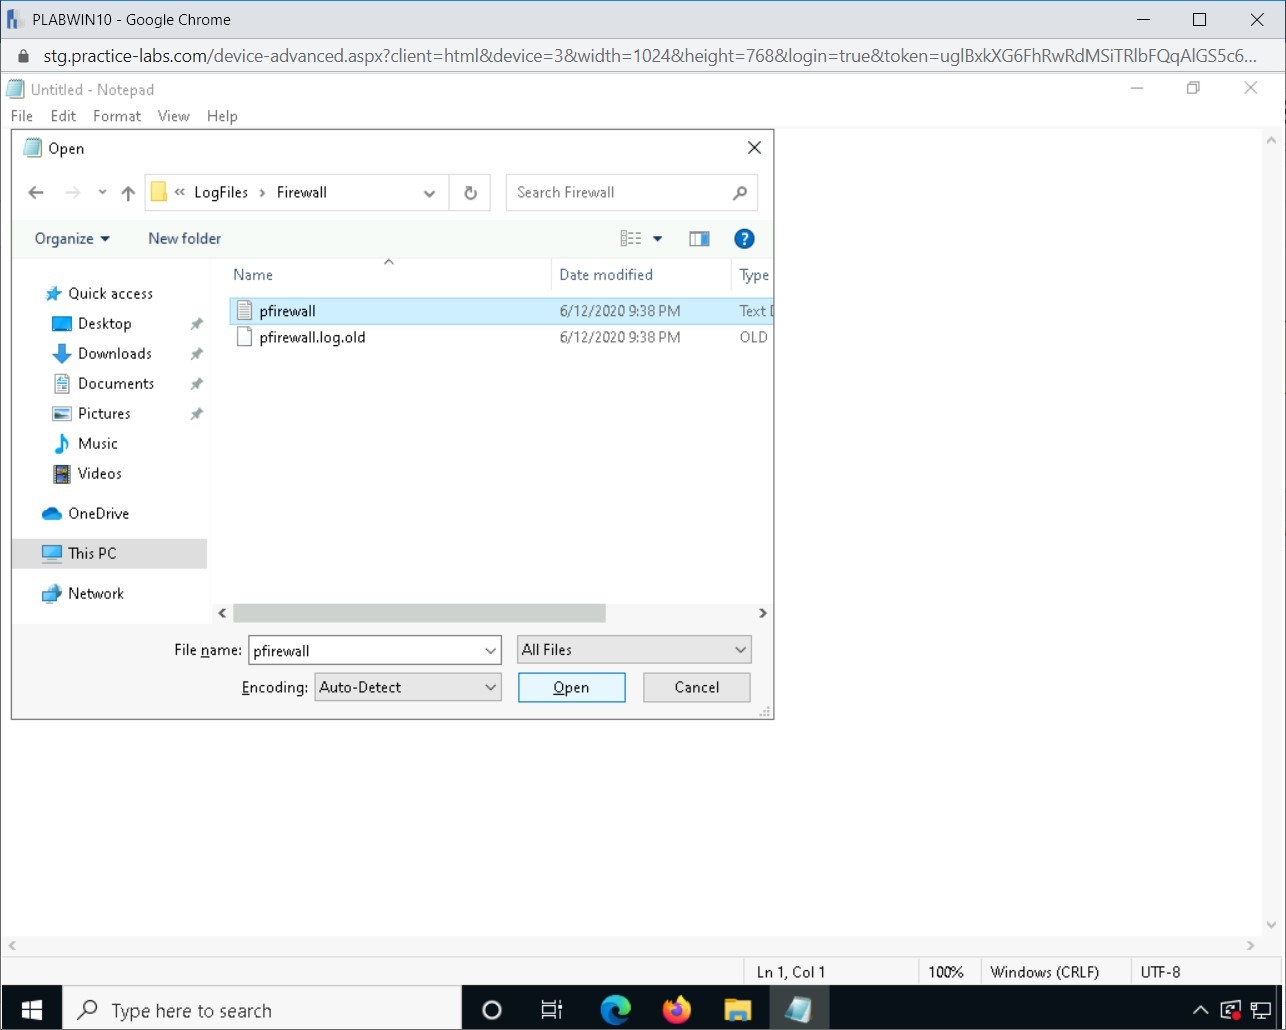 PLABWIN10 - Google Chrome
stg.practice-labs.com/device-advanced.aspx?client=html&device=3&width=1024&height=768&login=true&token=uglBxkXG6FhRwRdMSiTRlbFQqAlGS5c6...
Untitled - Notepad
File Edit Format View Help
Open
« LogFiles › Firewall
Search Firewall
Organize
New folder
?
Name Date modified Type
Quick access
Desktop
Downloads
Documents
Pictures
Music
Videos
OneDrive
This PC
Network
pfirewall 6/12/2020 9:38 PM Text D
pfirewall.log.old 6/12/2020 9:38 PM OLD
File name: pfirewall
All Files
Encoding: Auto-Detect
Open
Cancel
Ln 1, Col 1
100%
Windows (CRLF)
UTF-8
Type here to search